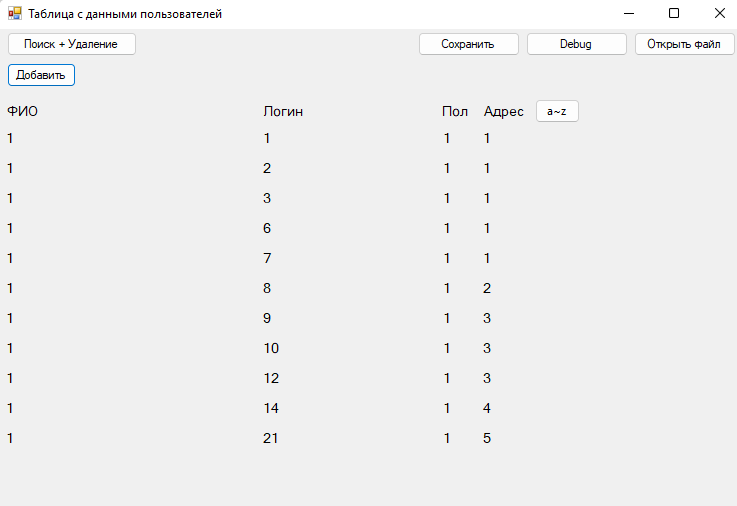 Таблица с данными пользователей
Поиск + Удаление Сохранить Debug Открыть файл
Добавить
ФИО Логин Пол Адрес a~z
1 1 1 1
1 2 1 1
1 3 1 1
1 6 1 1
1 7 1 1
1 8 1 2
1 9 1 3
1 10 1 3
1 12 1 3
1 14 1 4
1 21 1 5